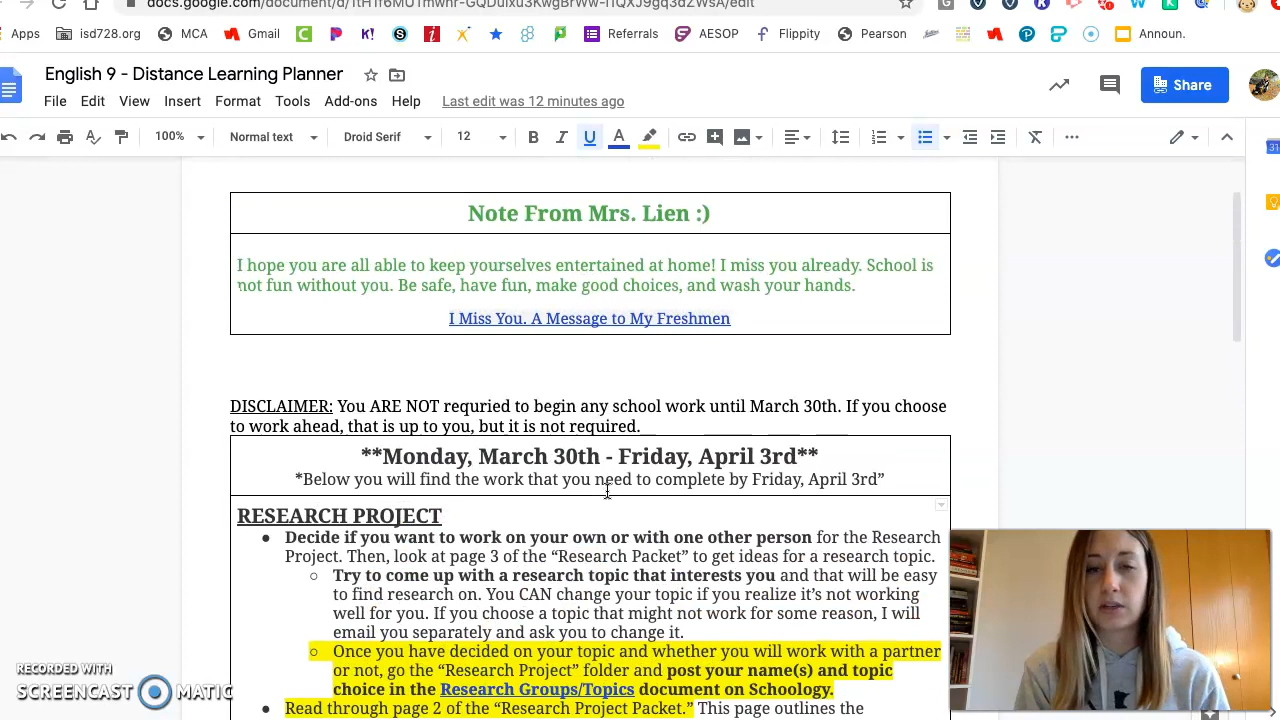 docs.google.com/document/d/
/edit
Apps isd728.org MCA Gmail K! Referrals AESOP Flippity Pearson Announ.
English 9 - Distance Learning Planner
File Edit View Insert Format Tools Add-ons Help Last edit was 12 minutes ago
Share
100% Normal text Droid Serif 12 B I U A
31
Note From Mrs. Lien :)
I hope you are all able to keep yourselves entertained at home! I miss you already. School is
not fun without you. Be safe, have fun, make good choices, and wash your hands.
I Miss You. A Message to My Freshmen
DISCLAIMER: You ARE NOT requried to begin any school work until March 30th. If you choose
to work ahead, that is up to you, but it is not required.
**Monday, March 30th - Friday, April 3rd**
*Below you will find the work that you need to complete by Friday, April 3rd”
RESEARCH PROJECT
● Decide if you want to work on your own or with one other person for the Research
Project. Then, look at page 3 of the “Research Packet” to get ideas for a research topic.
○ Try to come up with a research topic that interests you and that will be easy
to find research on. You CAN change your topic if you realize it’s not working
well for you. If you choose a topic that might not work for some reason, I will
email you separately and ask you to change it.
○ Once you have decided on your topic and whether you will work with a partner
or not, go the “Research Project” folder and post your name(s) and topic
choice in the Research Groups/Topics document on Schoology.
● Read through page 2 of the “Research Project Packet.” This page outlines the
RECORDED WITH
SCREENCAST MATIC